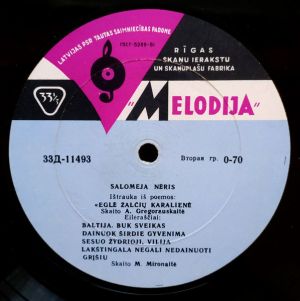 LATVIJAS PSR TAUTAS SAIMNIECĪBAS PADOME
ГОСТ-5289-61
RĪGAS
SKAŅU IERAKSTU
UN SKAŅUPLAŠU FABRIKA
33⅓
"MELODIJA"
33Д-11493
Вторая гр. 0-70
SALOMEJA NĖRIS
Ištrauka iš poemos:
«EGLĖ ŽALČIŲ KARALIENĖ
Skaito A. Gregorauskaitė
Eilėraščiai:
BALTIJA. BUK SVEIKAS
DAINUOK ŠIRDIE GYVENIMĄ
SESUO ŽYDRIOJI, VILIJA
LAKŠTINGALA NEGALI NEDAINUOTI
GRĮŠIU
Skaito M. Mironaitė